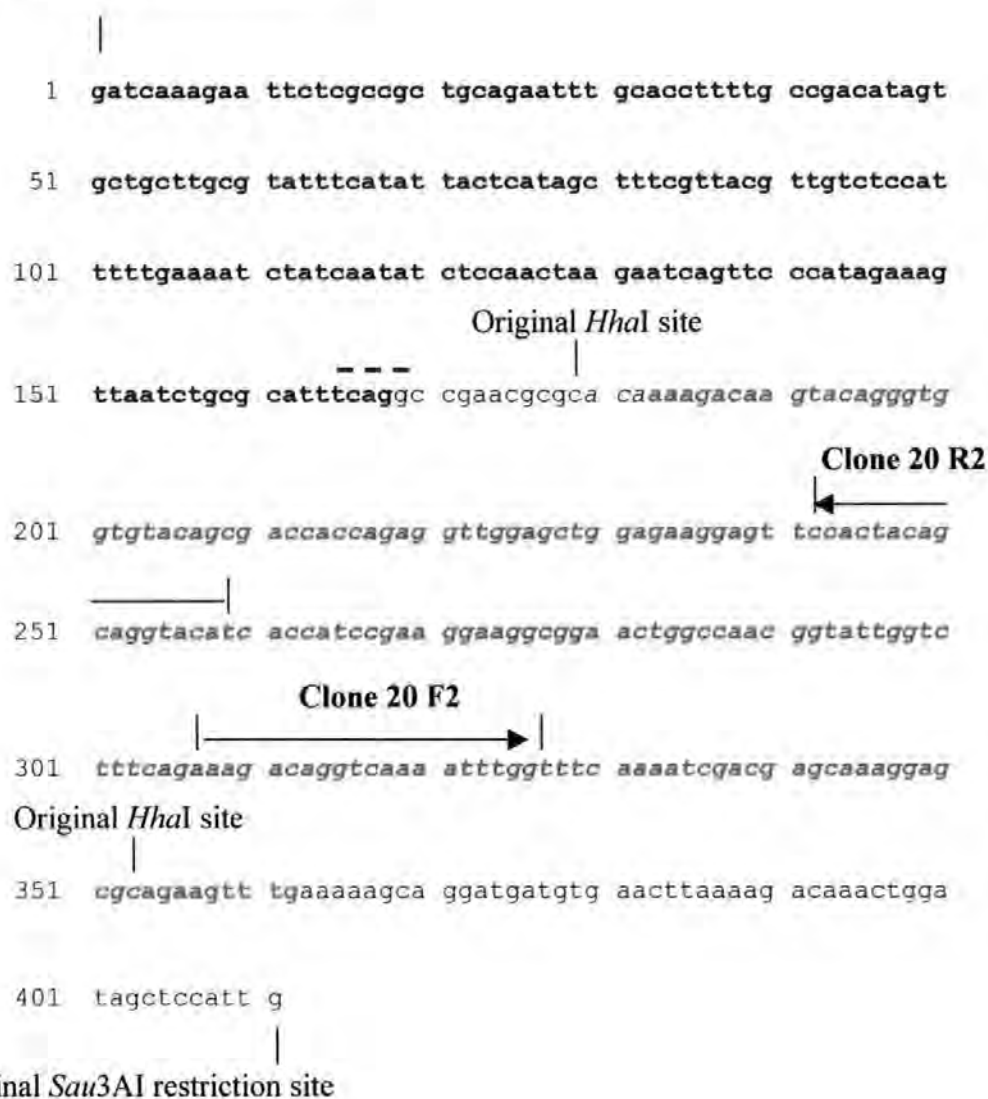 1 gatcaaagaa ttctcgccgc tgcagaattt gcaccttttg ccgacatagt
51 gctgcttgcg tatttcatat tactcatagc tttcgttacg ttgtctccat
101 ttttgaaaat ctatcaatat ctccaactaa gaatcagttc ccatagaaag
Original HhaI site
151 ttaatctgcg catttcaggc cgaacgcgca caaaagacaa gtacagggtg
Clone 20 R2
201 gtgtacagcg accaccagag gttggagctg gagaaggagt tccactacag
251 caggtacatc accatccgaa ggaaggcgga actggccaac ggtattggtc
Clone 20 F2
301 tttcagaaag acaggtcaaa atttggtttc aaaatcgacg agcaaaggag
Original HhaI site
351 cgcagaagtt tgaaaaagca ggatgatgtg aacttaaaag acaaactgga
401 tagctccatt g
inal Sau3AI restriction site